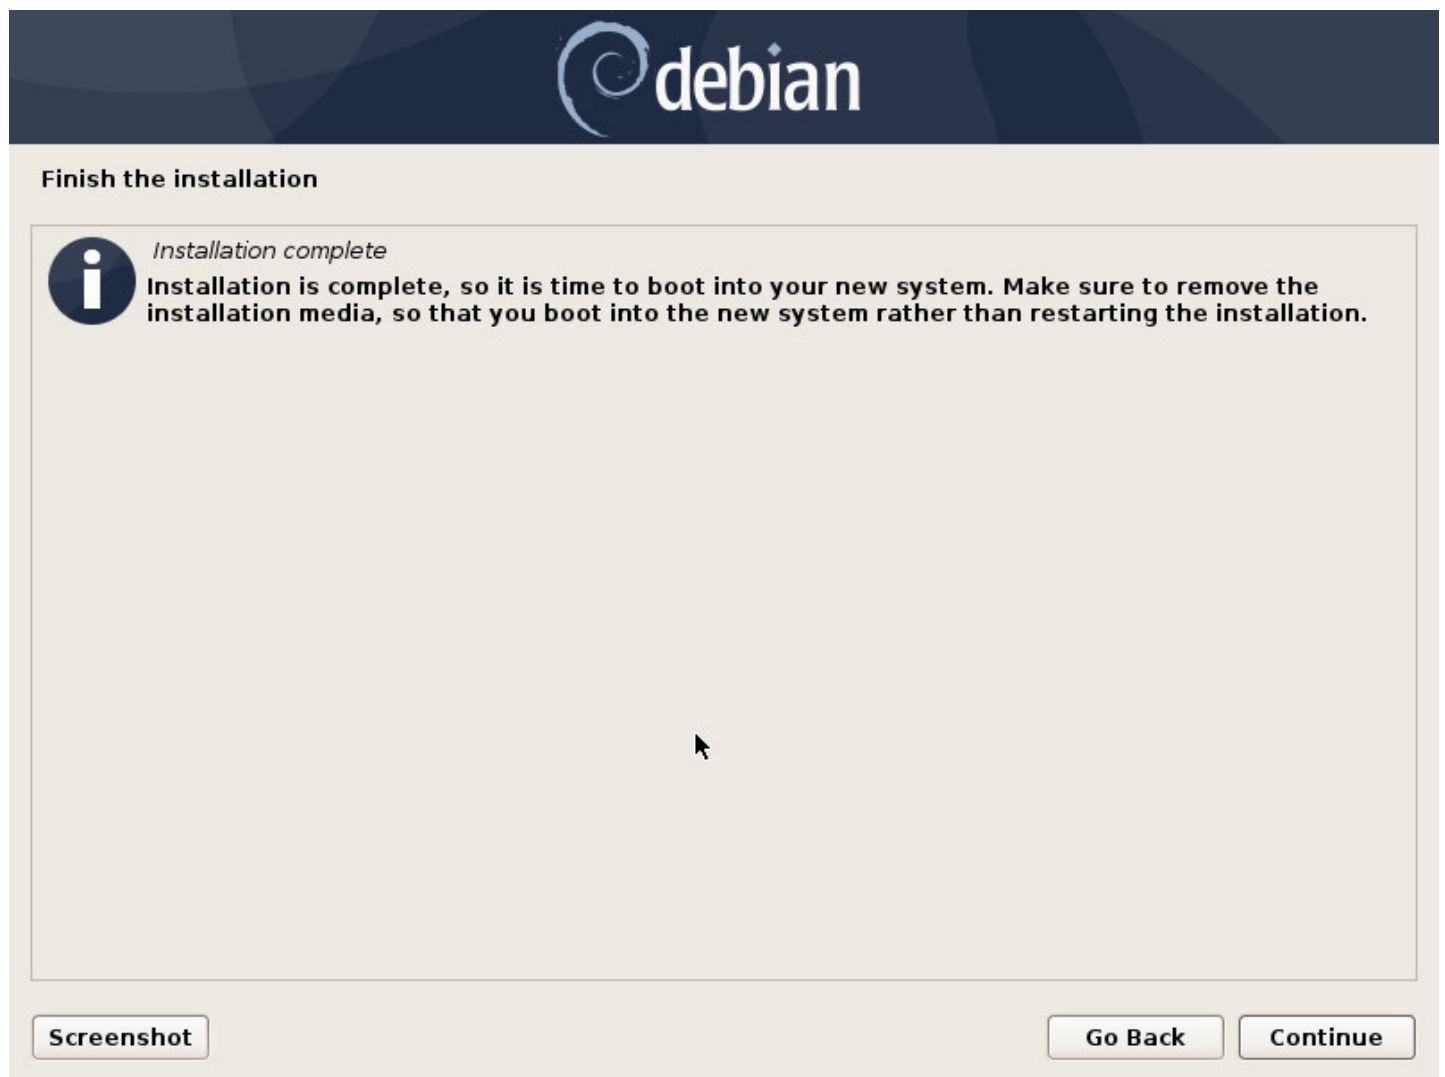 debian
Finish the installation
Installation complete
Installation is complete, so it is time to boot into your new system. Make sure to remove the
installation media, so that you boot into the new system rather than restarting the installation.
Screenshot
Go Back
Continue